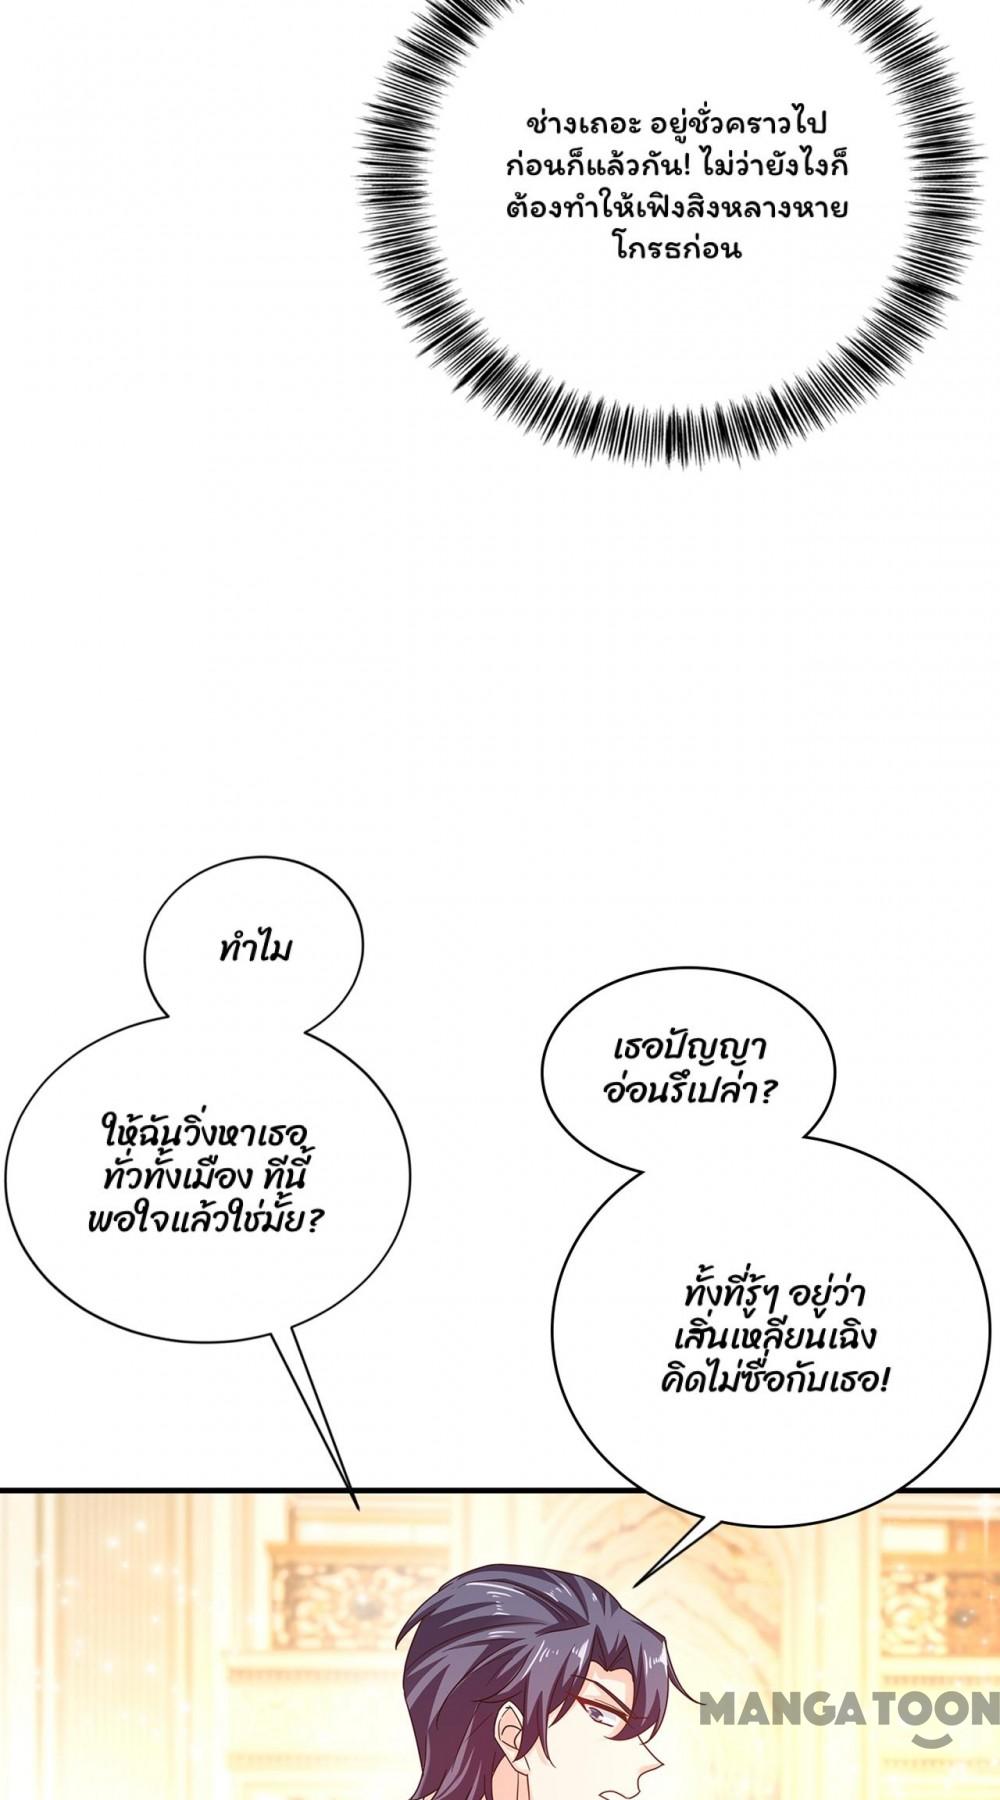 ช่างเถอะ อยู่ชั่วคราวไป
ก่อนก็แล้วกัน! ไม่ว่ายังไงก็
ต้องทำให้เฟิงสิงหลางหาย
โกรธก่อน
ทำไม
ให้ฉันวิ่งหาเธอ
ทั่วทั้งเมือง ทีนี้
พอใจแล้วใช่มั้ย?
เธอปัญญา
อ่อนรึเปล่า?
ทั้งที่รู้ๆ อยู่ว่า
เสิ่นเหลียนเฉิง
คิดไม่ซื่อกับเธอ!
MANGATOON